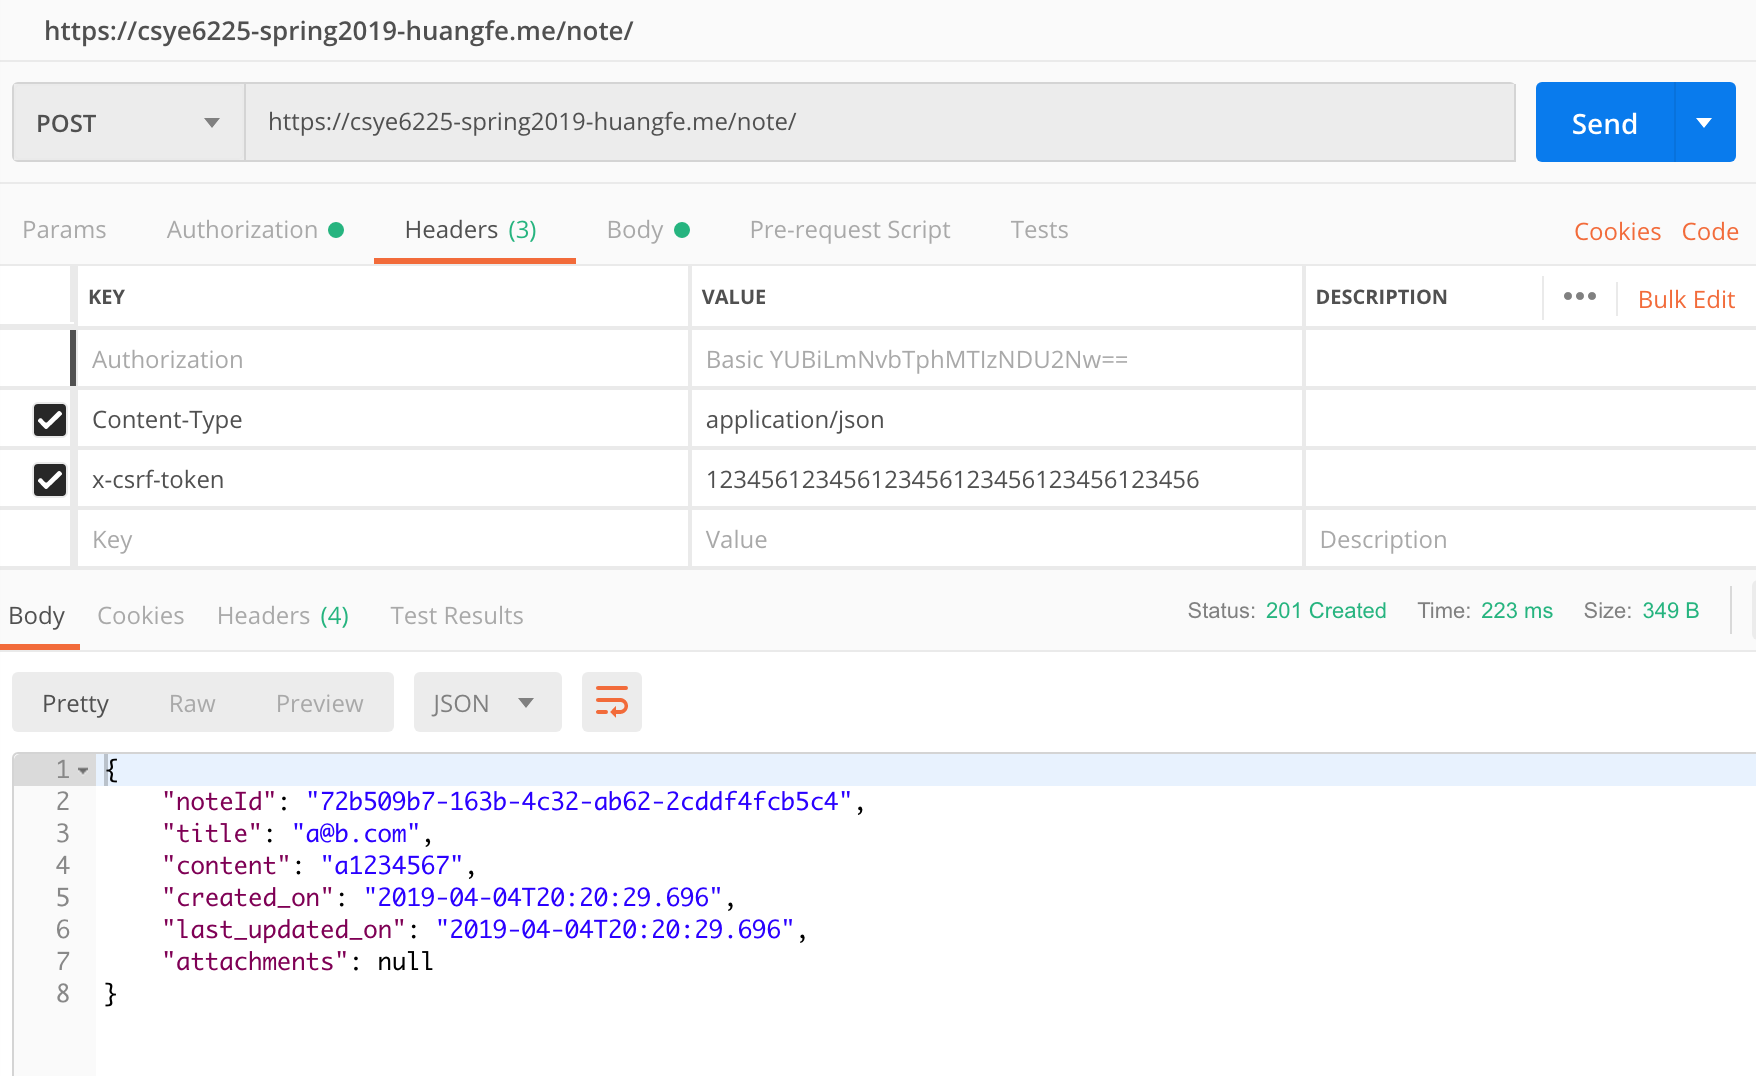 https://csye6225-spring2019-huangfe.me/note/
POST https://csye6225-spring2019-huangfe.me/note/ Send
Params Authorization Headers (3) Body Pre-request Script Tests Cookies Code
KEY VALUE DESCRIPTION ••• Bulk Edit
Authorization Basic YUBiLmNvbTphMTIzNDU2Nw==
Content-Type application/json
x-csrf-token 123456123456123456123456123456123456
Key Value Description
Body Cookies Headers (4) Test Results Status: 201 Created Time: 223 ms Size: 349 B
Pretty Raw Preview JSON
1 {
2 "noteId": "72b509b7-163b-4c32-ab62-2cddf4fcb5c4",
3 "title": "a@b.com",
4 "content": "a1234567",
5 "created_on": "2019-04-04T20:20:29.696",
6 "last_updated_on": "2019-04-04T20:20:29.696",
7 "attachments": null
8 }